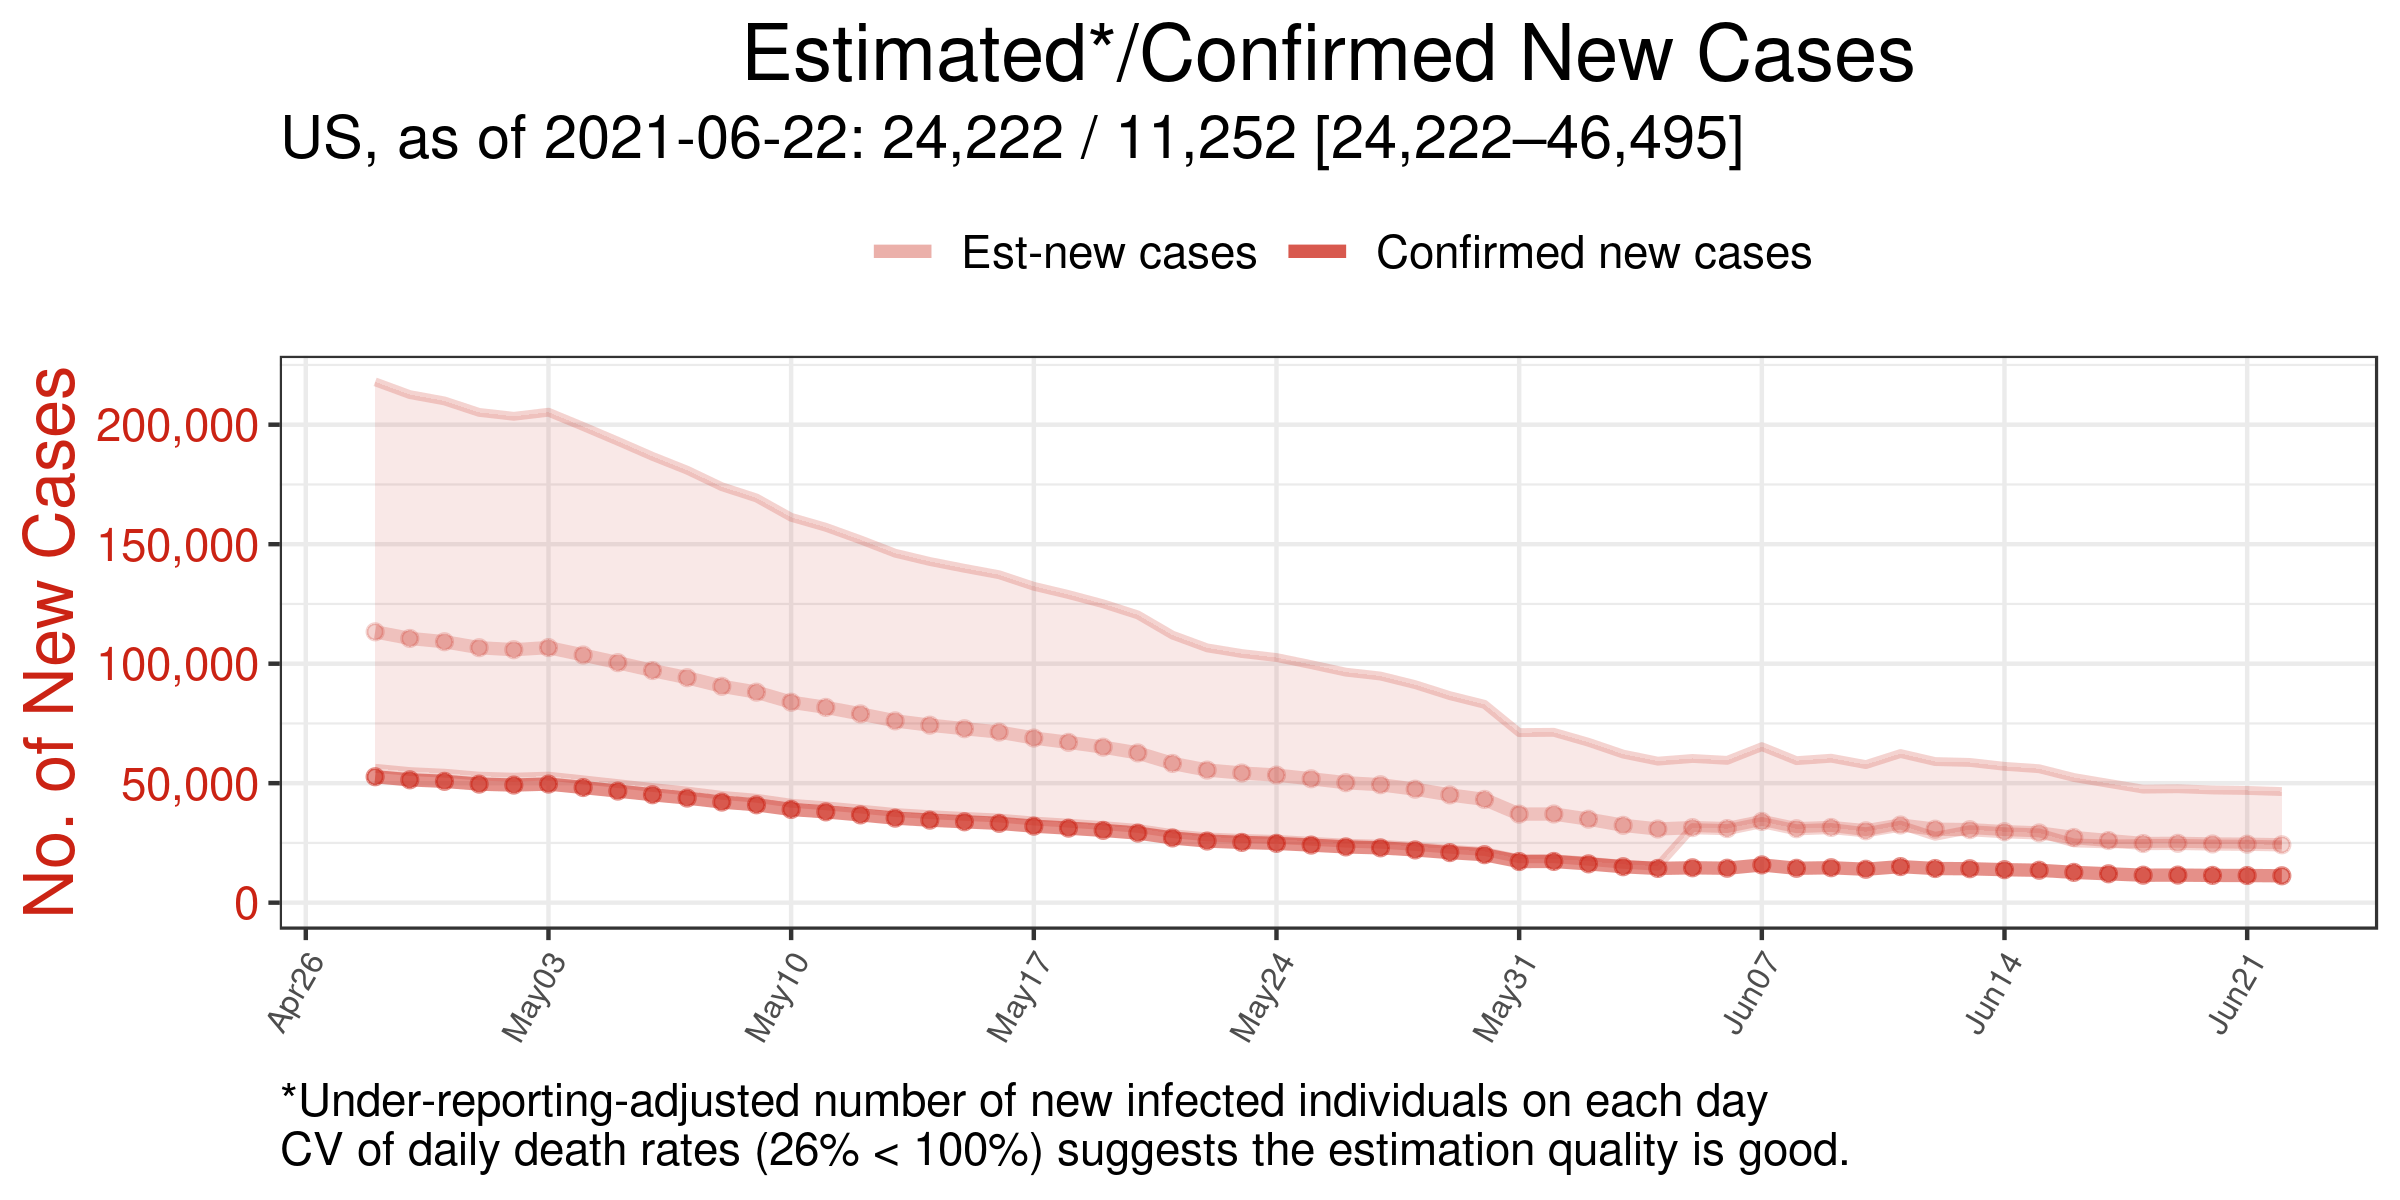 Estimated*/Confirmed New Cases
US, as of 2021-06-22: 24,222 / 11,252 [24,222–46,495]
Est-new cases
Confirmed new cases
No. of New Cases
200,000
150,000
100,000
50,000
0
Apr26
May03
May10
May17
May24
May31
Jun07
Jun14
Jun21
*Under-reporting-adjusted number of new infected individuals on each day
CV of daily death rates (26% < 100%) suggests the estimation quality is good.